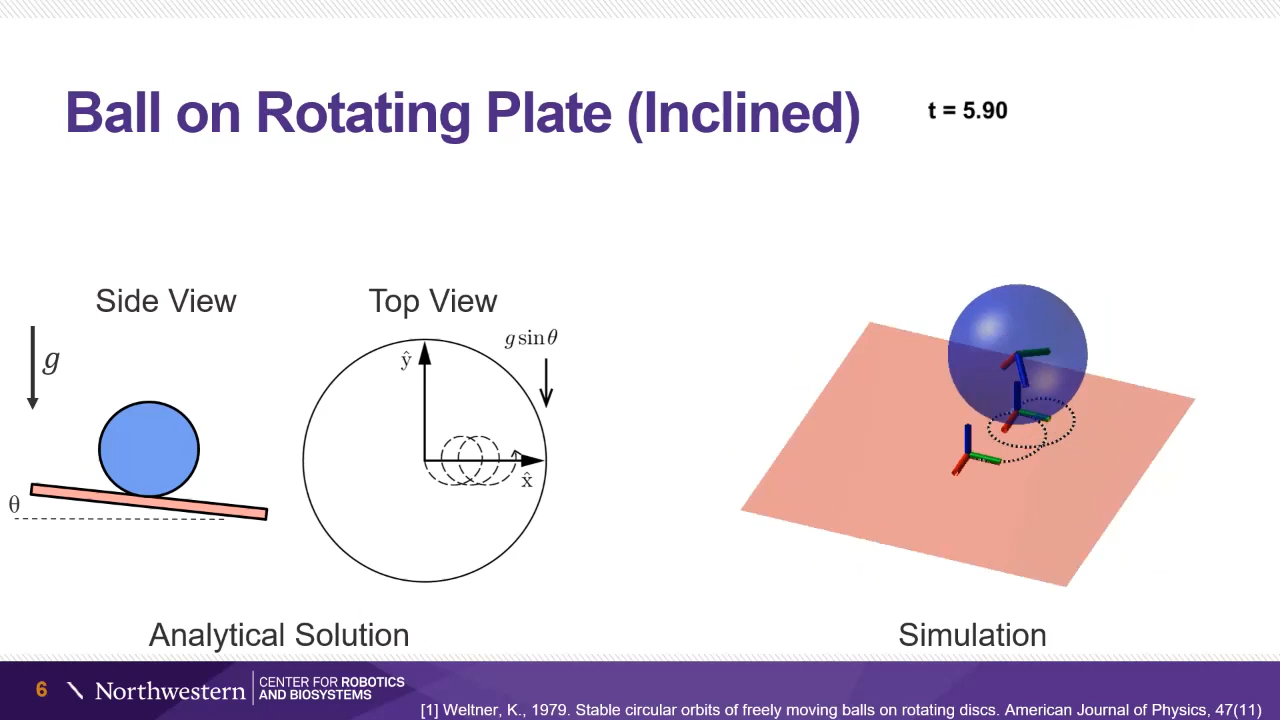 Ball on Rotating Plate (Inclined)
t = 5.90
Side View
Top View
g
g sin θ
ŷ
x̂
θ
Analytical Solution
Simulation
6
Northwestern
CENTER FOR ROBOTICS
AND BIOSYSTEMS
[1] Weltner, K., 1979. Stable circular orbits of freely moving balls on rotating discs. American Journal of Physics, 47(11)